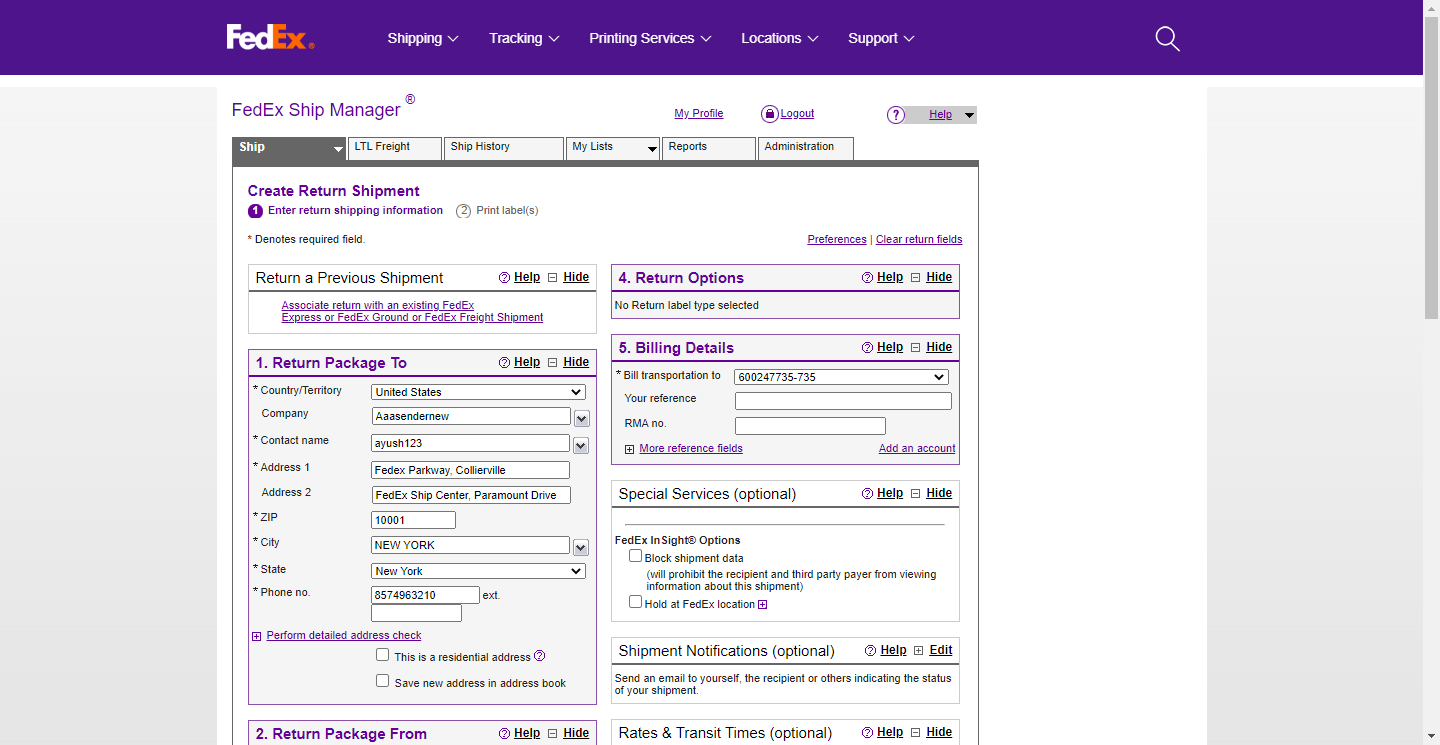 FedEx®
Shipping
Tracking
Printing Services
Locations
Support
FedEx Ship Manager ®
My Profile
Logout
? Help
Ship
LTL Freight
Ship History
My Lists
Reports
Administration
Create Return Shipment
1 Enter return shipping information
2 Print label(s)
* Denotes required field.
Preferences | Clear return fields
Return a Previous Shipment
? Help Hide
Associate return with an existing FedEx
Express or FedEx Ground or FedEx Freight Shipment
1. Return Package To
? Help Hide
* Country/Territory United States
Company Aaasendernew
* Contact name ayush123
* Address 1 Fedex Parkway, Collierville
Address 2 FedEx Ship Center, Paramount Drive
* ZIP 10001
* City NEW YORK
* State New York
* Phone no. 8574963210 ext.
Perform detailed address check
This is a residential address ?
Save new address in address book
2. Return Package From
? Help Hide
4. Return Options
? Help Hide
No Return label type selected
5. Billing Details
? Help Hide
* Bill transportation to 600247735-735
Your reference
RMA no.
More reference fields
Add an account
Special Services (optional)
? Help Hide
FedEx InSight® Options
Block shipment data
(will prohibit the recipient and third party payer from viewing
information about this shipment)
Hold at FedEx location
Shipment Notifications (optional)
? Help Edit
Send an email to yourself, the recipient or others indicating the status
of your shipment.
Rates & Transit Times (optional)
? Help Hide